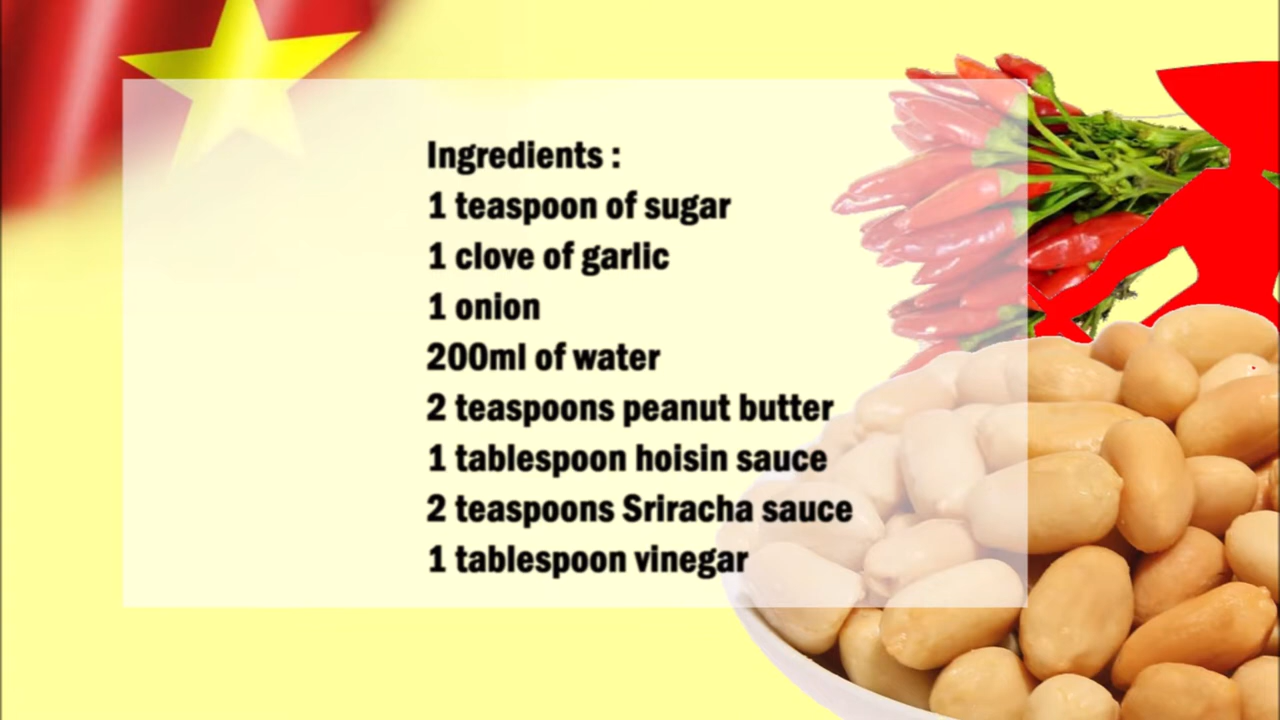 Ingredients :
1 teaspoon of sugar
1 clove of garlic
1 onion
200ml of water
2 teaspoons peanut butter
1 tablespoon hoisin sauce
2 teaspoons Sriracha sauce
1 tablespoon vinegar